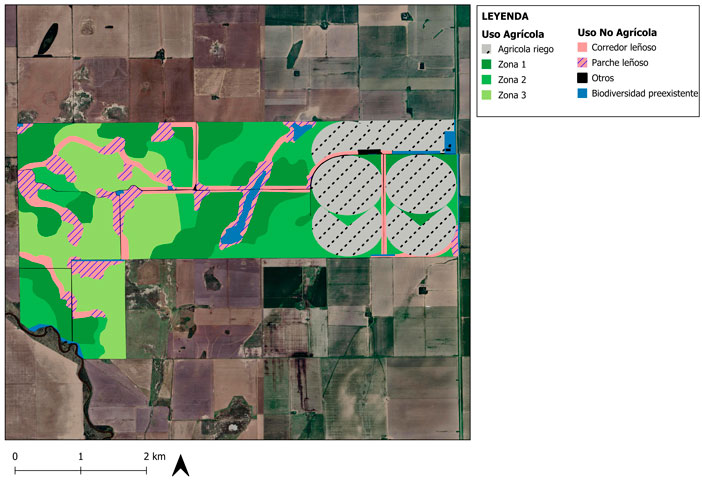 LEYENDA
Uso Agrícola
Agricola riego
Zona 1
Zona 2
Zona 3
Uso No Agrícola
Corredor leñoso
Parche leñoso
Otros
Biodiversidad preexistente
0 1 2 km